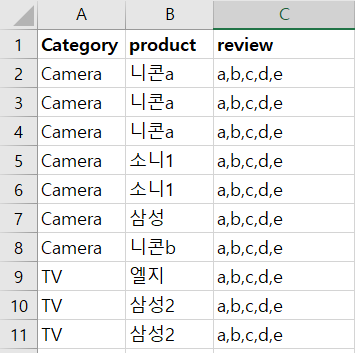 A B C
1 Category product review
2 Camera 니콘a a,b,c,d,e
3 Camera 니콘a a,b,c,d,e
4 Camera 니콘a a,b,c,d,e
5 Camera 소니1 a,b,c,d,e
6 Camera 소니1 a,b,c,d,e
7 Camera 삼성 a,b,c,d,e
8 Camera 니콘b a,b,c,d,e
9 TV 엘지 a,b,c,d,e
10 TV 삼성2 a,b,c,d,e
11 TV 삼성2 a,b,c,d,e